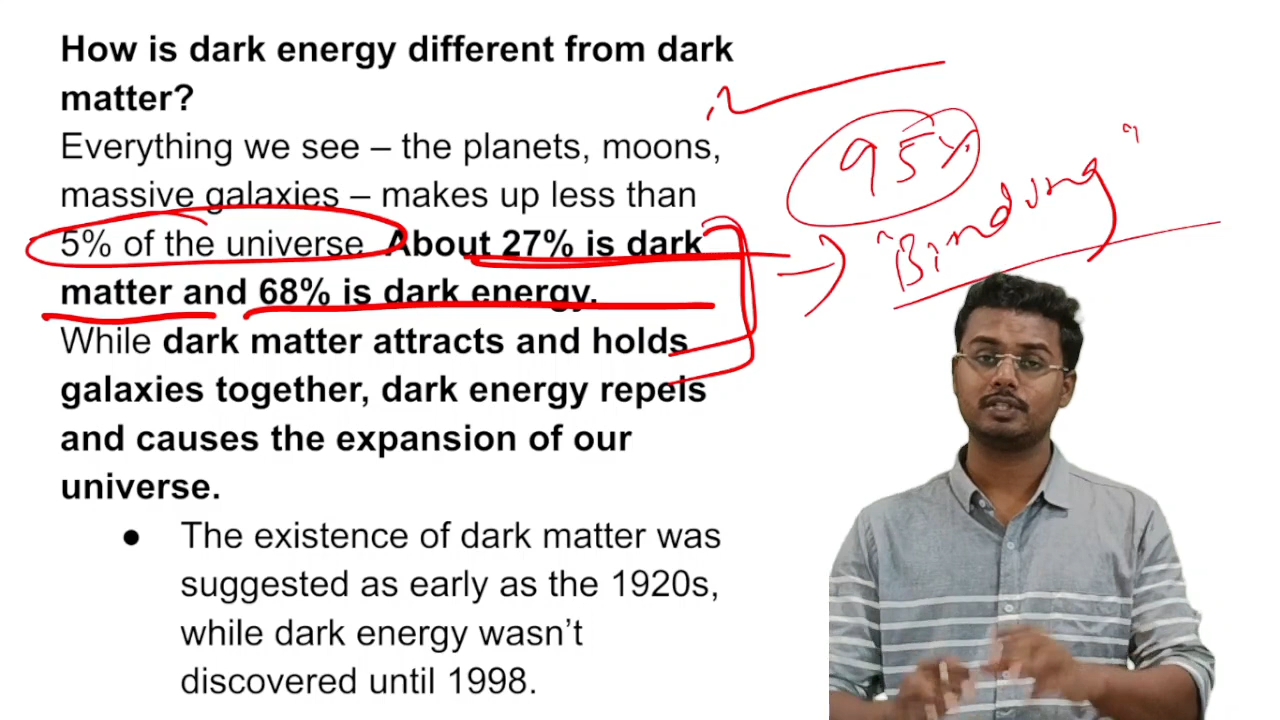 How is dark energy different from dark
matter?
Everything we see – the planets, moons,
massive galaxies – makes up less than
5% of the universe. About 27% is dark
matter and 68% is dark energy.
While dark matter attracts and holds
galaxies together, dark energy repels
and causes the expansion of our
universe.
● The existence of dark matter was
suggested as early as the 1920s,
while dark energy wasn’t
discovered until 1998.
95%
"Binding"